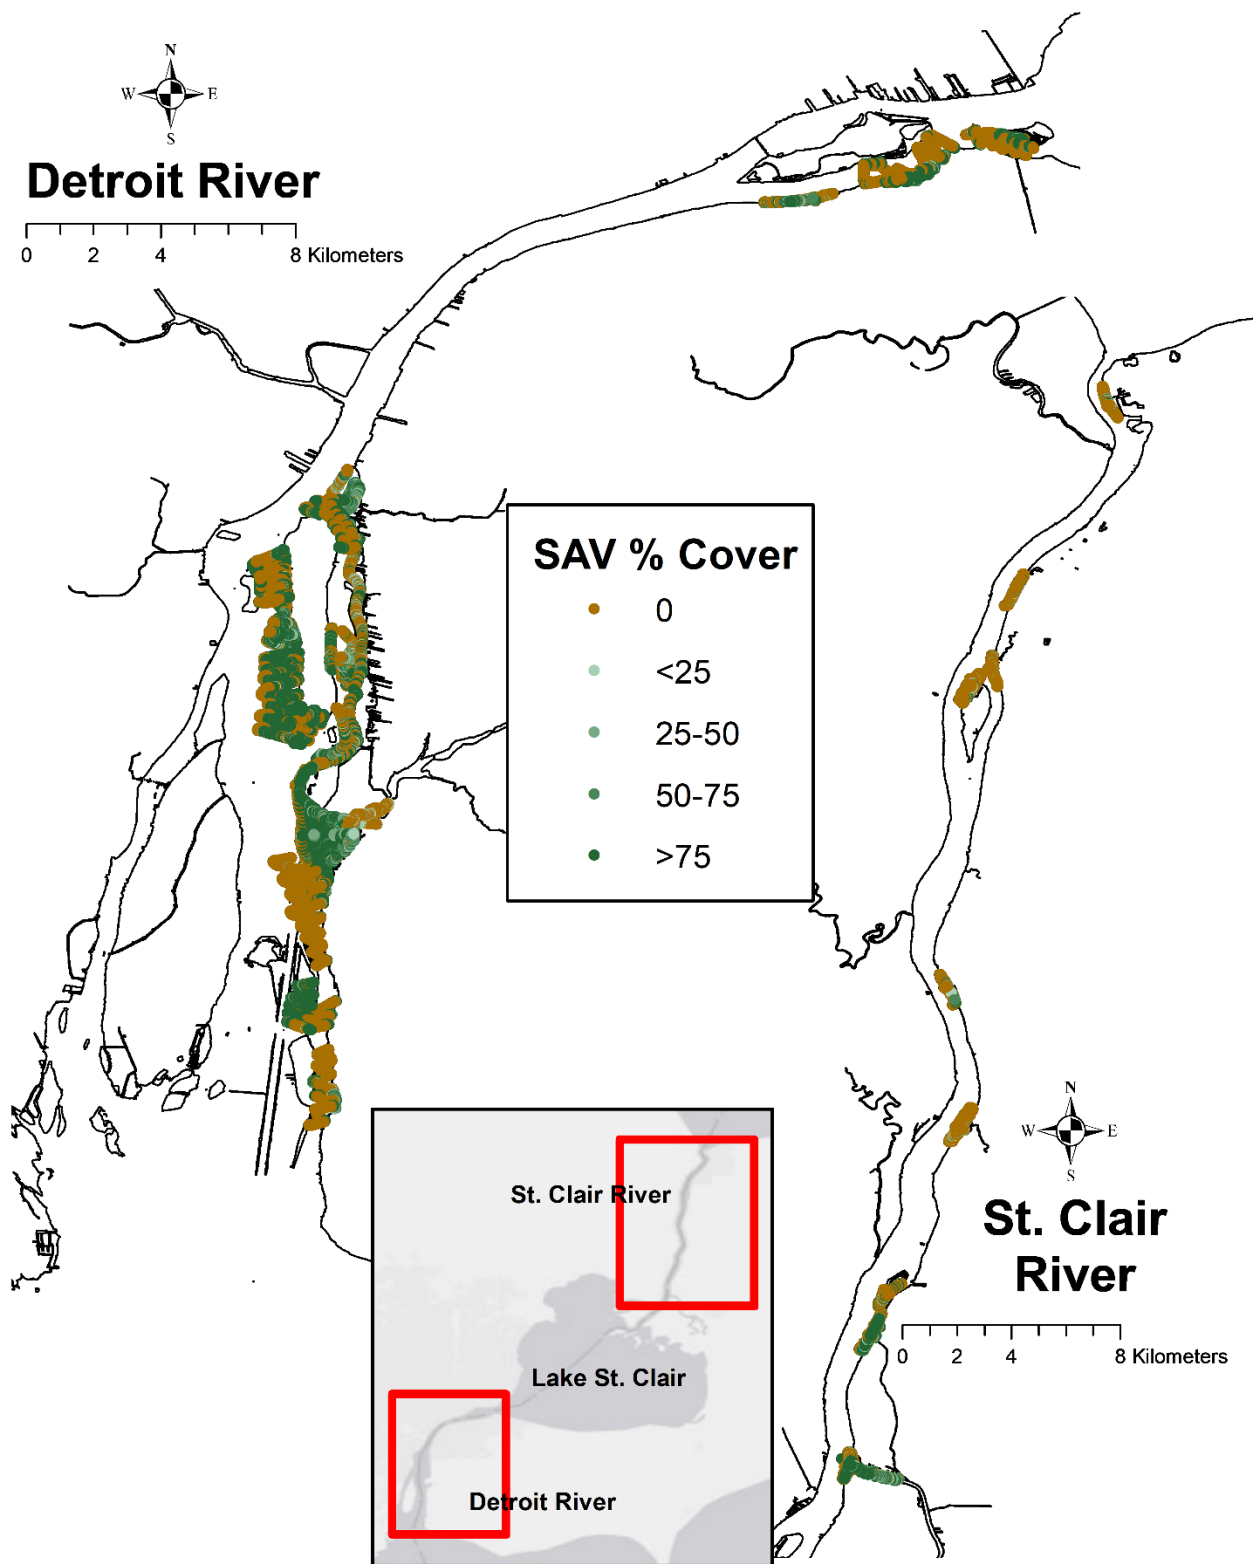 N
W E
S
Detroit River
0 2 4 8 Kilometers
SAV % Cover
0
<25
25-50
50-75
>75
N
W E
S
St. Clair
River
0 2 4 8 Kilometers
St. Clair River
Lake St. Clair
Detroit River